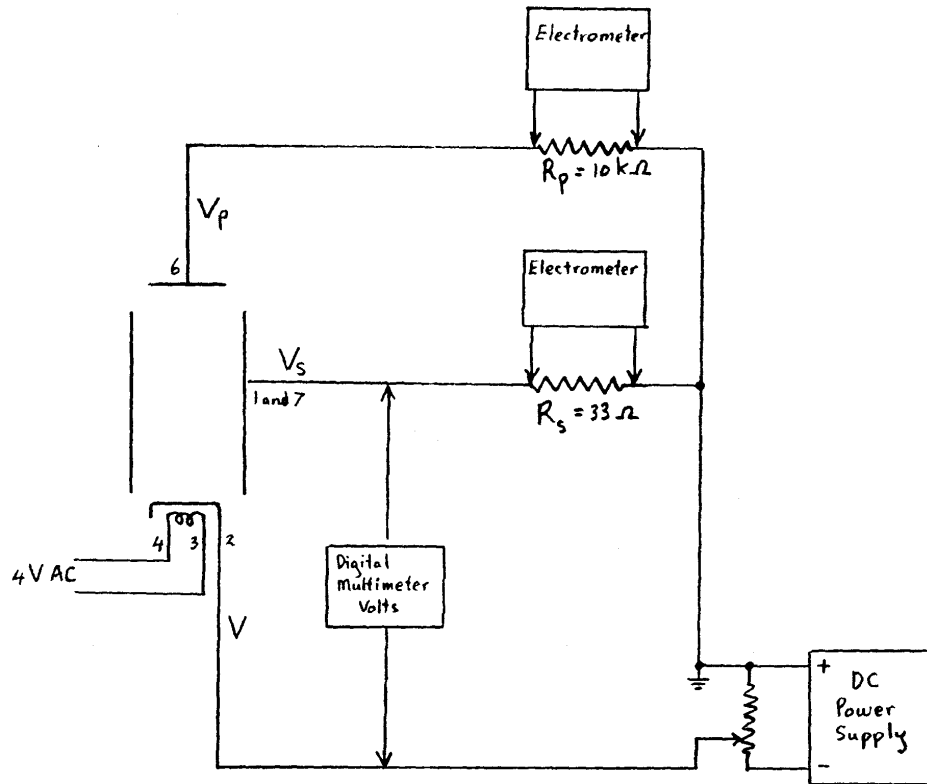 Electrometer
Rp = 10 kΩ
Vp
6
Electrometer
Vs
1 and 7
Rs = 33 Ω
4 3 2
4V AC
Digital
Multimeter
Volts
V
+
DC
Power
Supply
-